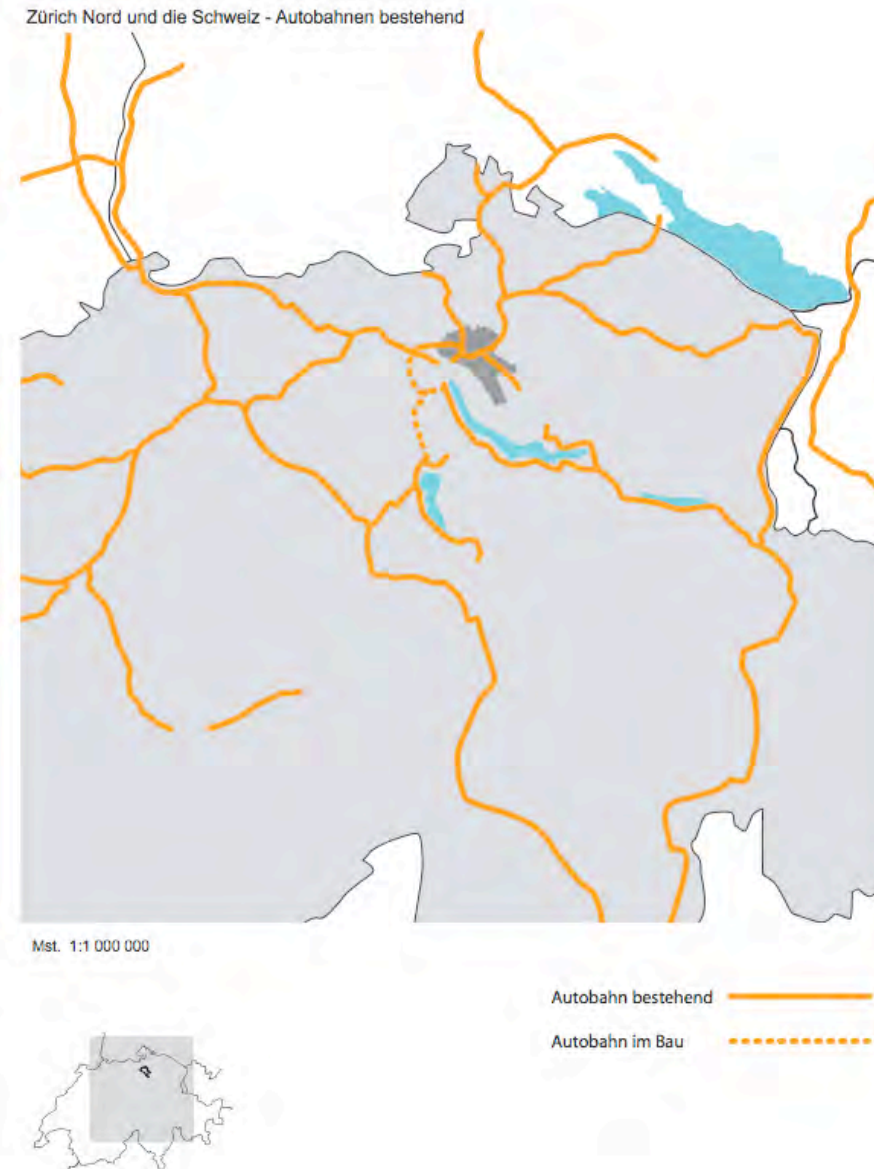 Zürich Nord und die Schweiz - Autobahnen bestehend
Mst. 1:1 000 000
Autobahn bestehend
Autobahn im Bau